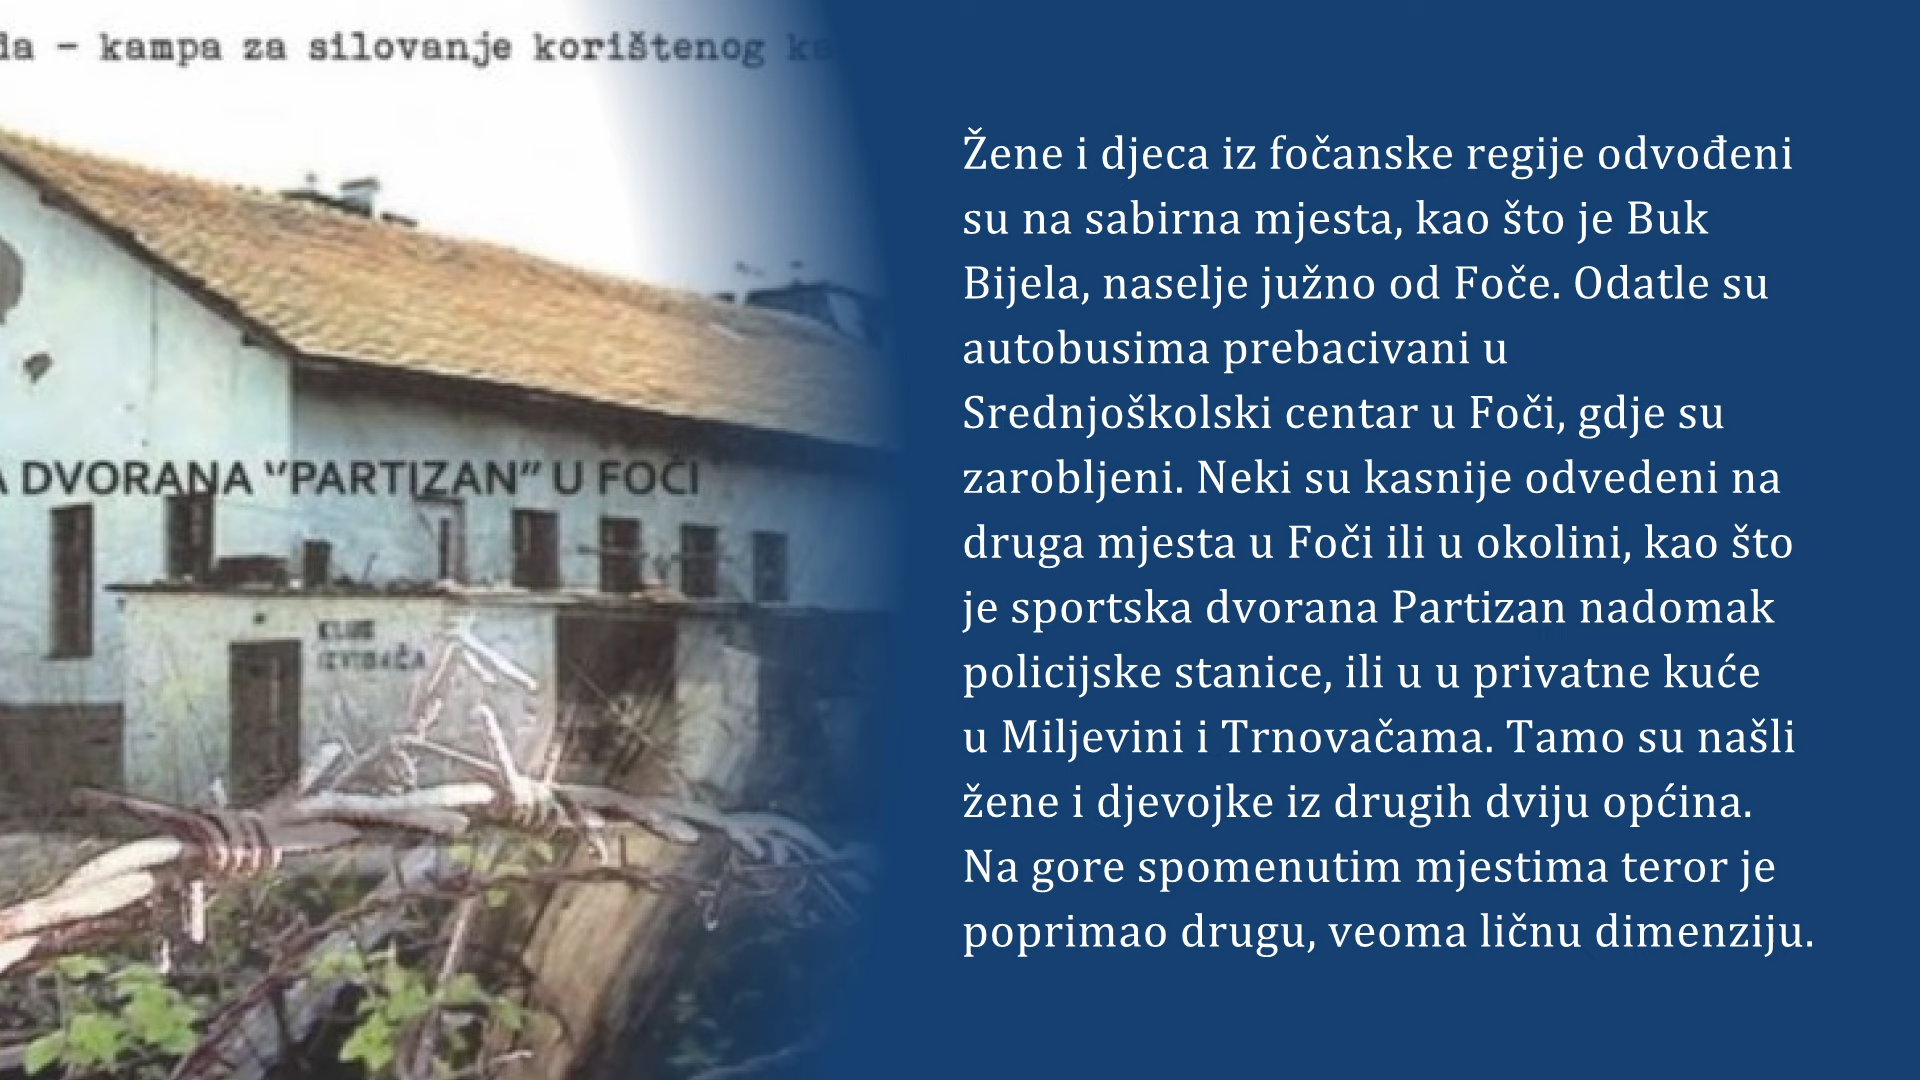 da - kampa za silovanje korištenog ka
A DVORANA "PARTIZAN" U FOČI
KLUB
IZVIĐAČA
Žene i djeca iz fočanske regije odvođeni
su na sabirna mjesta, kao što je Buk
Bijela, naselje južno od Foče. Odatle su
autobusima prebacivani u
Srednjoškolski centar u Foči, gdje su
zarobljeni. Neki su kasnije odvedeni na
druga mjesta u Foči ili u okolini, kao što
je sportska dvorana Partizan nadomak
policijske stanice, ili u u privatne kuće
u Miljevini i Trnovačama. Tamo su našli
žene i djevojke iz drugih dviju općina.
Na gore spomenutim mjestima teror je
poprimao drugu, veoma ličnu dimenziju.